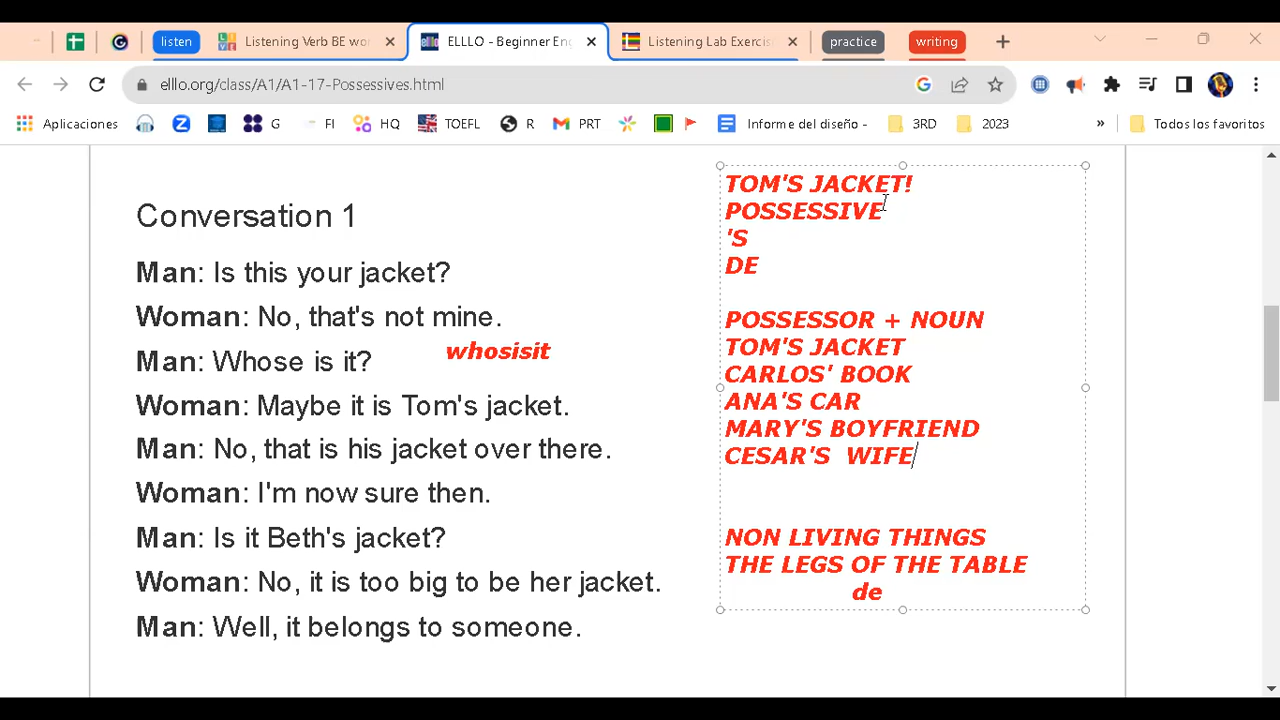 listen
Listening Verb BE wo
ELLLO - Beginner En
Listening Lab Exercis
practice
writing
elllo.org/class/A1/A1-17-Possessives.html
Aplicaciones
G
FI
HQ
TOEFL
R
PRT
Informe del diseño -
3RD
2023
»
Todos los favoritos
Conversation 1
Man: Is this your jacket?
Woman: No, that's not mine.
Man: Whose is it?
whosisit
Woman: Maybe it is Tom's jacket.
Man: No, that is his jacket over there.
Woman: I'm now sure then.
Man: Is it Beth's jacket?
Woman: No, it is too big to be her jacket.
Man: Well, it belongs to someone.
TOM'S JACKET!
POSSESSIVE
'S
DE
POSSESSOR + NOUN
TOM'S JACKET
CARLOS' BOOK
ANA'S CAR
MARY'S BOYFRIEND
CESAR'S  WIFE
NON LIVING THINGS
THE LEGS OF THE TABLE
de